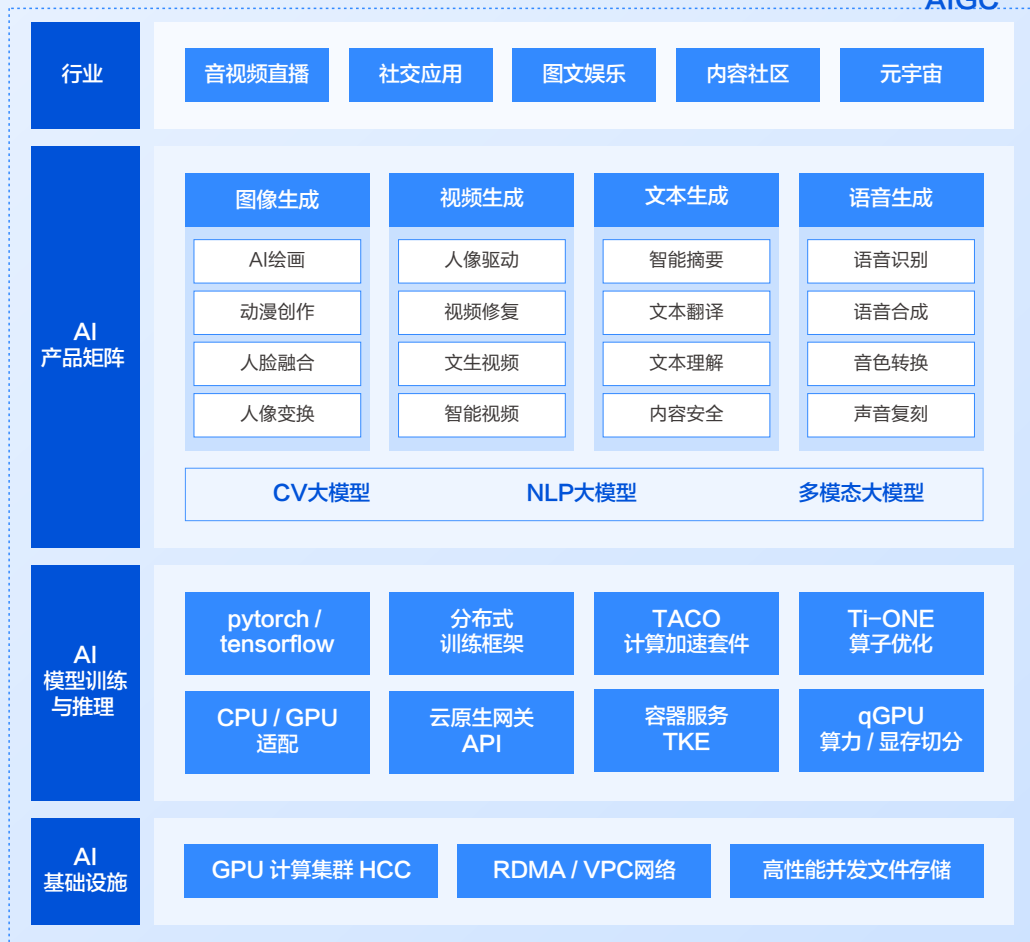 AIGC
行业
音视频直播
社交应用
图文娱乐
内容社区
元宇宙
AI
产品矩阵
图像生成
AI绘画
动漫创作
人脸融合
人像变换
视频生成
人像驱动
视频修复
文生视频
智能视频
文本生成
智能摘要
文本翻译
文本理解
内容安全
语音生成
语音识别
语音合成
音色转换
声音复刻
CV大模型
NLP大模型
多模态大模型
AI
模型训练
与推理
pytorch /
tensorflow
分布式
训练框架
TACO
计算加速套件
Ti-ONE
算子优化
CPU / GPU
适配
云原生网关
API
容器服务
TKE
qGPU
算力 / 显存切分
AI
基础设施
GPU 计算集群 HCC
RDMA / VPC网络
高性能并发文件存储